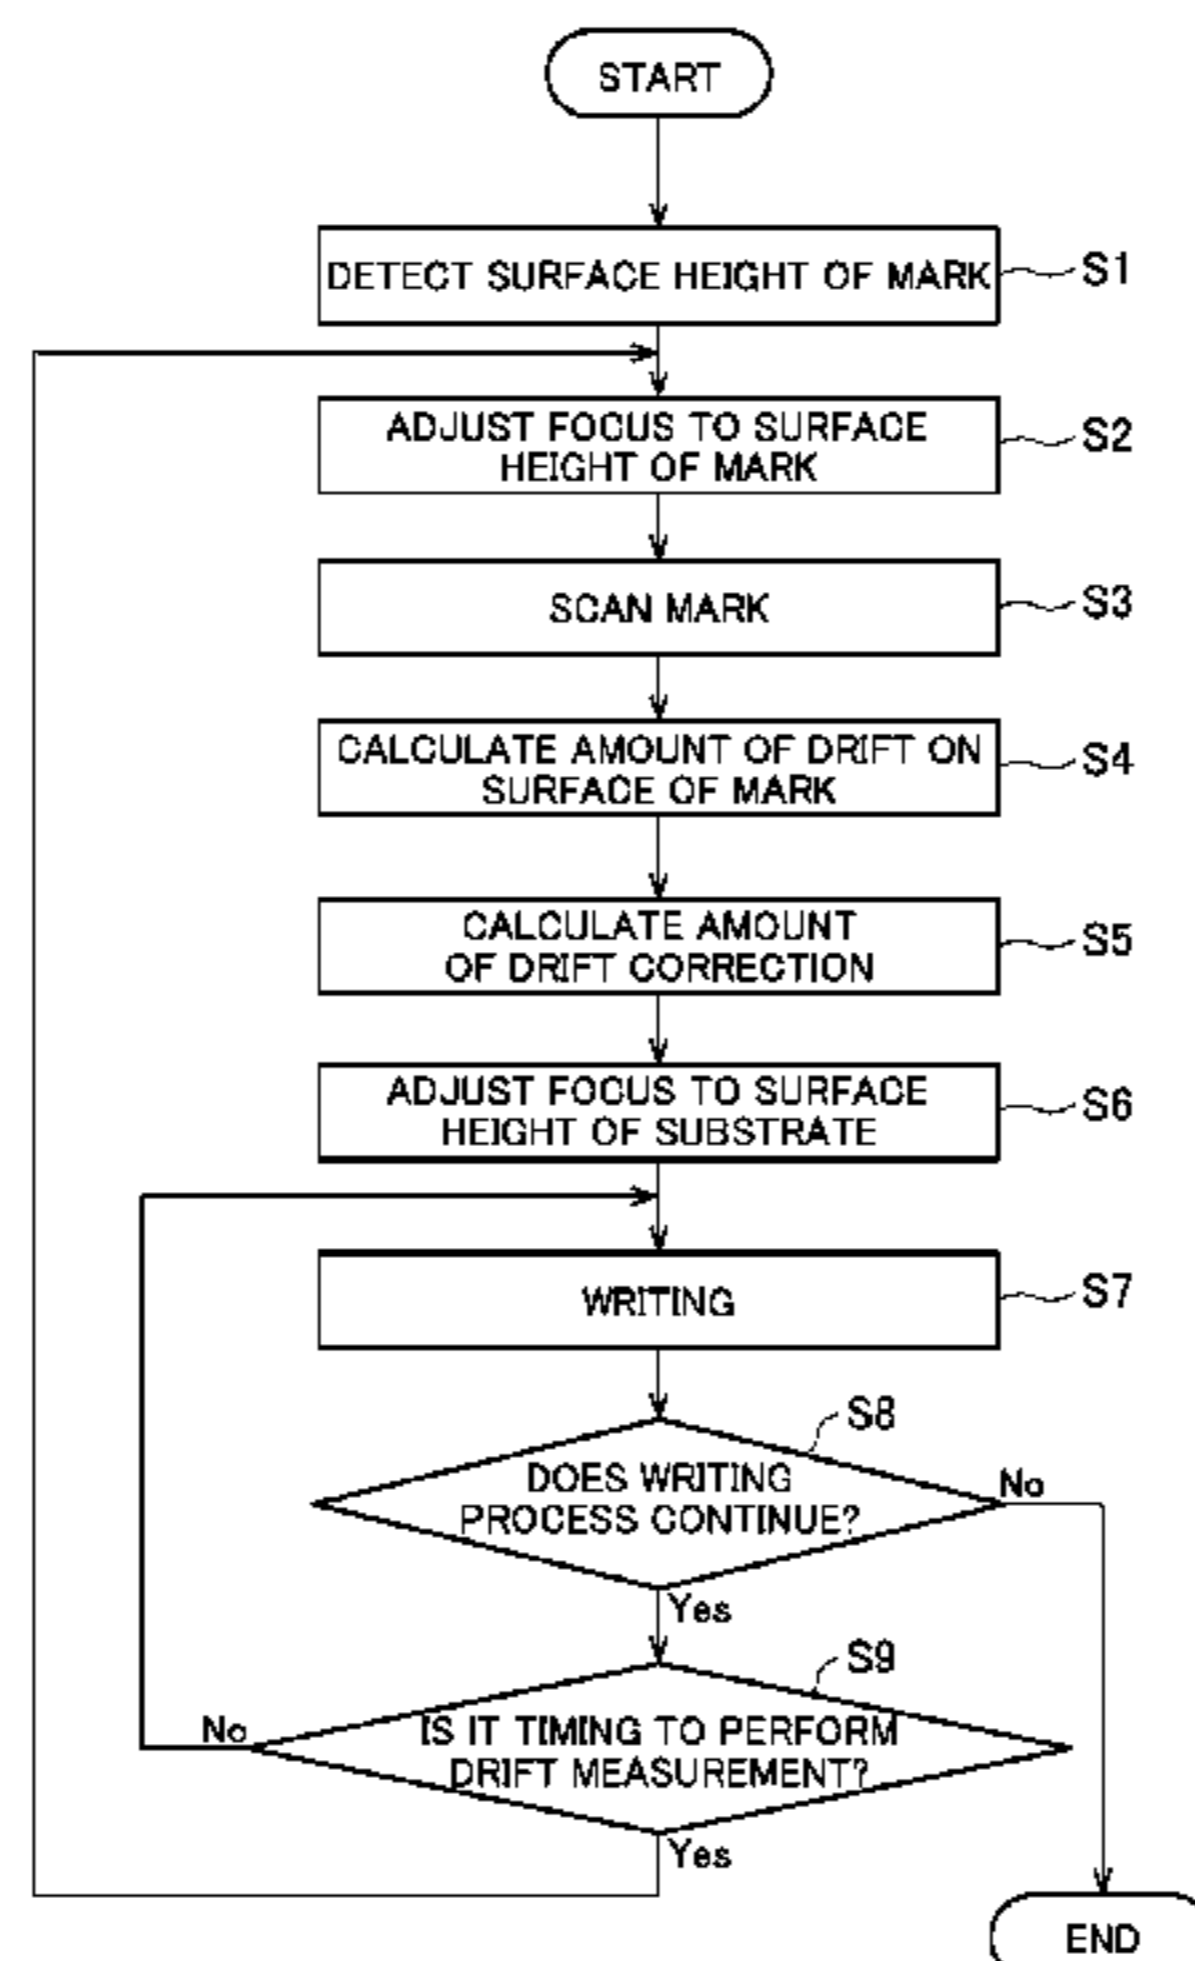 START
DETECT SURFACE HEIGHT OF MARK
S1
ADJUST FOCUS TO SURFACE
HEIGHT OF MARK
S2
SCAN MARK
S3
CALCULATE AMOUNT OF DRIFT ON
SURFACE OF MARK
S4
CALCULATE AMOUNT
OF DRIFT CORRECTION
S5
ADJUST FOCUS TO SURFACE
HEIGHT OF SUBSTRATE
S6
WRITING
S7
S8
DOES WRITING
PROCESS CONTINUE?
No
Yes
S9
IS IT TIMING TO PERFORM
DRIFT MEASUREMENT?
No
Yes
END